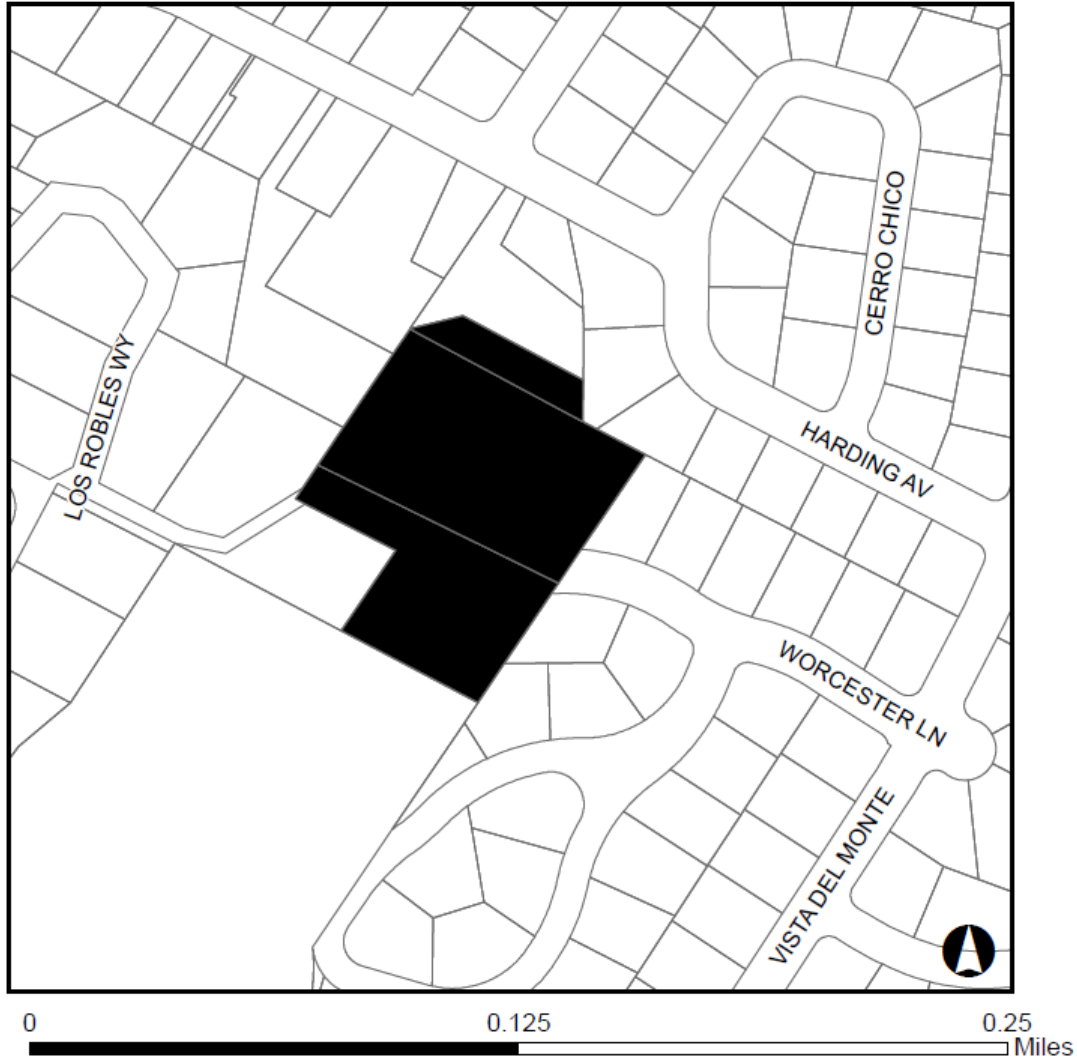 CERRO CHICO
LOS ROBLES WY
HARDING AV
WORCESTER LN
VISTA DEL MONTE
0 0.125 0.25
Miles